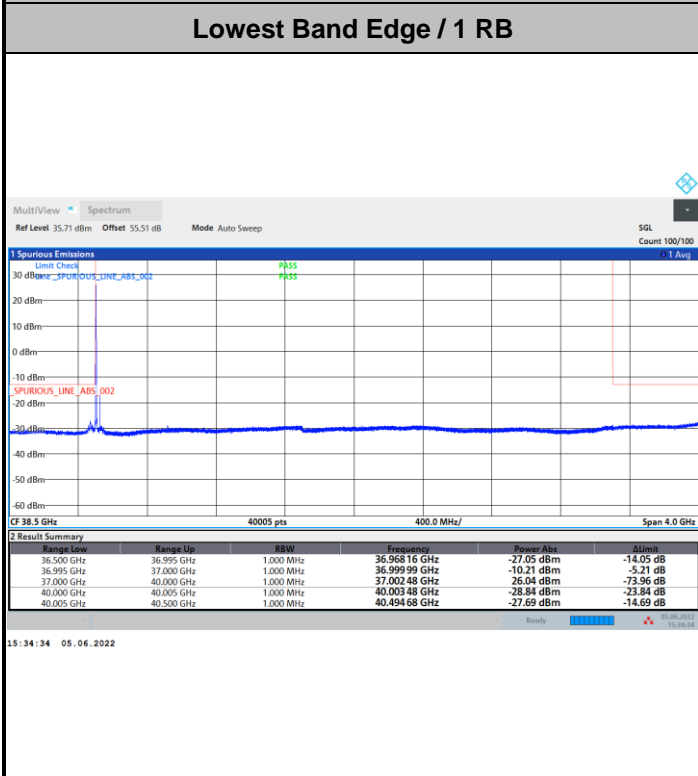 Lowest Band Edge / 1 RB
MultiView Spectrum
Ref Level 35.71 dBm Offset 55.51 dB Mode Auto Sweep SGL
Count 100/100
1 Spurious Emissions 1 Avg
Limit Check PASS
Line _SPURIOUS_LINE_ABS_002 PASS
30 dBm
20 dBm
10 dBm
0 dBm
-10 dBm
_SPURIOUS_LINE_ABS_002
-20 dBm
-30 dBm
-40 dBm
-50 dBm
-60 dBm
CF 38.5 GHz 40005 pts 400.0 MHz/ Span 4.0 GHz
2 Result Summary
Range Low Range Up RBW Frequency Power Abs ΔLimit
36.500 GHz 36.995 GHz 1.000 MHz 36.968 16 GHz -27.05 dBm -14.05 dB
36.995 GHz 37.000 GHz 1.000 MHz 36.999 99 GHz -10.21 dBm -5.21 dB
37.000 GHz 40.000 GHz 1.000 MHz 37.002 48 GHz 26.04 dBm -73.96 dB
40.000 GHz 40.005 GHz 1.000 MHz 40.003 48 GHz -28.84 dBm -23.84 dB
40.005 GHz 40.500 GHz 1.000 MHz 40.494 68 GHz -27.69 dBm -14.69 dB
Ready 05.06.2022
15:34:34
15:34:34 05.06.2022